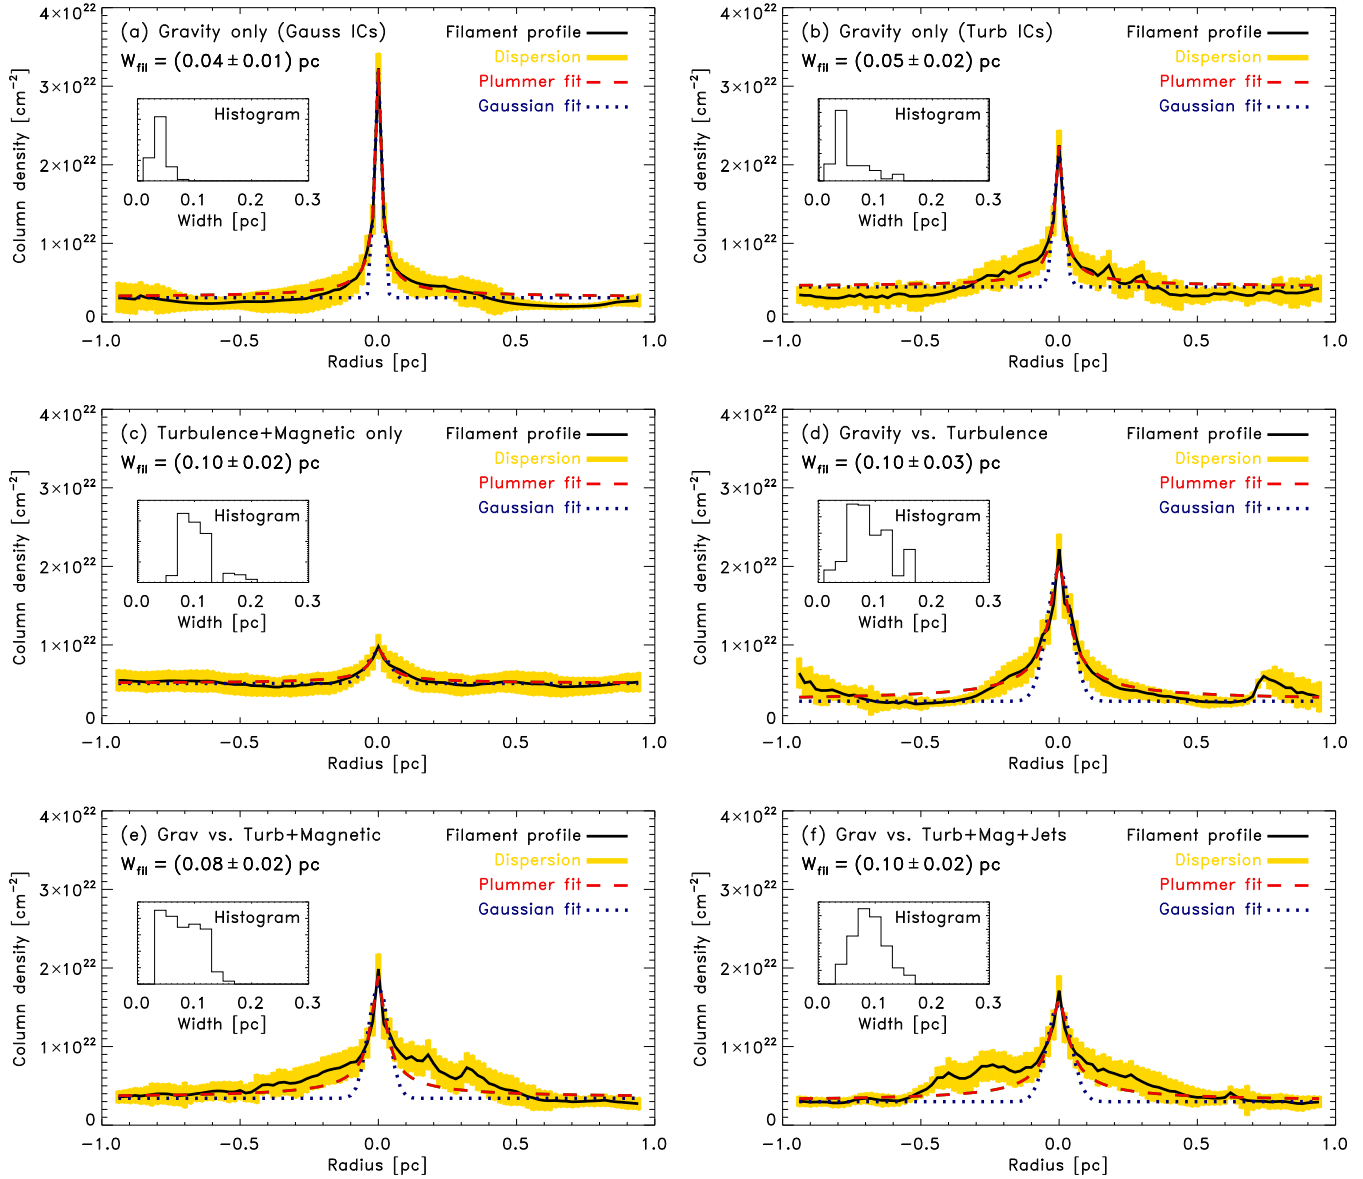 (a) Gravity only (Gauss ICs)
W_fil = (0.04 ± 0.01) pc
Filament profile
Dispersion
Plummer fit
Gaussian fit
Histogram
0.0 0.1 0.2 0.3
Width [pc]
4×10^22
3×10^22
2×10^22
1×10^22
0
Column density [cm^−2]
−1.0 −0.5 0.0 0.5 1.0
Radius [pc]
(b) Gravity only (Turb ICs)
W_fil = (0.05 ± 0.02) pc
Filament profile
Dispersion
Plummer fit
Gaussian fit
Histogram
0.0 0.1 0.2 0.3
Width [pc]
4×10^22
3×10^22
2×10^22
1×10^22
0
Column density [cm^−2]
−1.0 −0.5 0.0 0.5 1.0
Radius [pc]
(c) Turbulence+Magnetic only
W_fil = (0.10 ± 0.02) pc
Filament profile
Dispersion
Plummer fit
Gaussian fit
Histogram
0.0 0.1 0.2 0.3
Width [pc]
4×10^22
3×10^22
2×10^22
1×10^22
0
Column density [cm^−2]
−1.0 −0.5 0.0 0.5 1.0
Radius [pc]
(d) Gravity vs. Turbulence
W_fil = (0.10 ± 0.03) pc
Filament profile
Dispersion
Plummer fit
Gaussian fit
Histogram
0.0 0.1 0.2 0.3
Width [pc]
4×10^22
3×10^22
2×10^22
1×10^22
0
Column density [cm^−2]
−1.0 −0.5 0.0 0.5 1.0
Radius [pc]
(e) Grav vs. Turb+Magnetic
W_fil = (0.08 ± 0.02) pc
Filament profile
Dispersion
Plummer fit
Gaussian fit
Histogram
0.0 0.1 0.2 0.3
Width [pc]
4×10^22
3×10^22
2×10^22
1×10^22
0
Column density [cm^−2]
−1.0 −0.5 0.0 0.5 1.0
Radius [pc]
(f) Grav vs. Turb+Mag+Jets
W_fil = (0.10 ± 0.02) pc
Filament profile
Dispersion
Plummer fit
Gaussian fit
Histogram
0.0 0.1 0.2 0.3
Width [pc]
4×10^22
3×10^22
2×10^22
1×10^22
0
Column density [cm^−2]
−1.0 −0.5 0.0 0.5 1.0
Radius [pc]